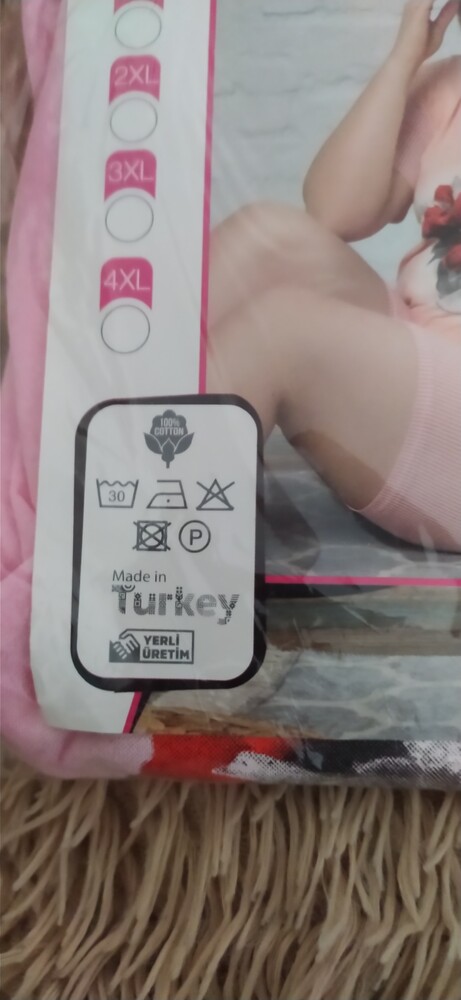 2XL
3XL
4XL
100%
COTTON
30
P
Made in
Turkey
YERLİ
ÜRETİM